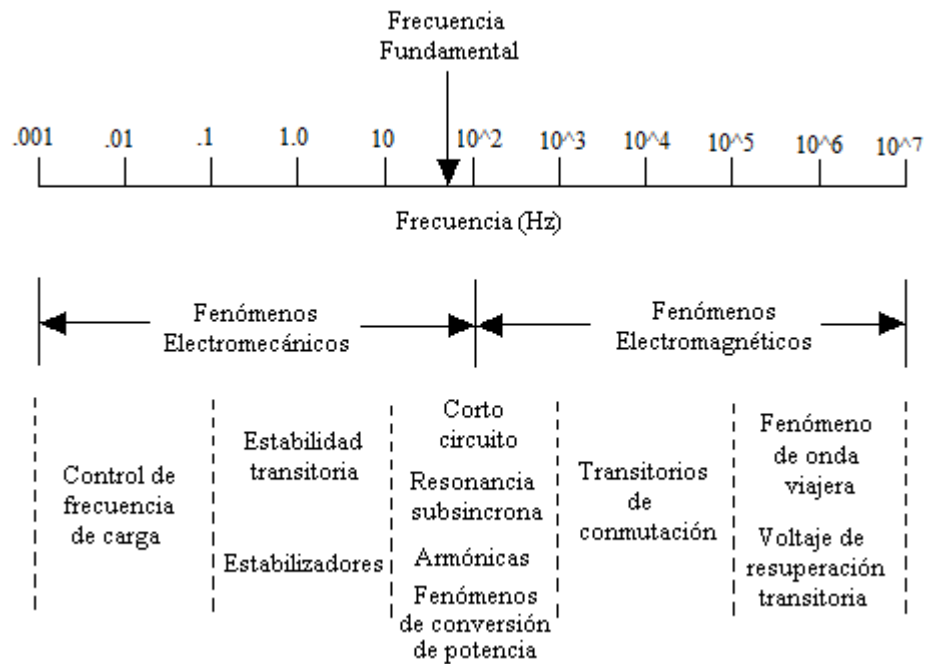 Frecuencia
Fundamental
.001 .01 .1 1.0 10 10^2 10^3 10^4 10^5 10^6 10^7
Frecuencia (Hz)
Fenómenos
Electromecánicos
Fenómenos
Electromagnéticos
Control de
frecuencia
de carga
Estabilidad
transitoria
Estabilizadores
Corto
circuito
Resonancia
subsincrona
Armónicas
Fenómenos
de conversión
de potencia
Transitorios
de
conmutación
Fenómeno
de onda
viajera
Voltaje de
resuperación
transitoria